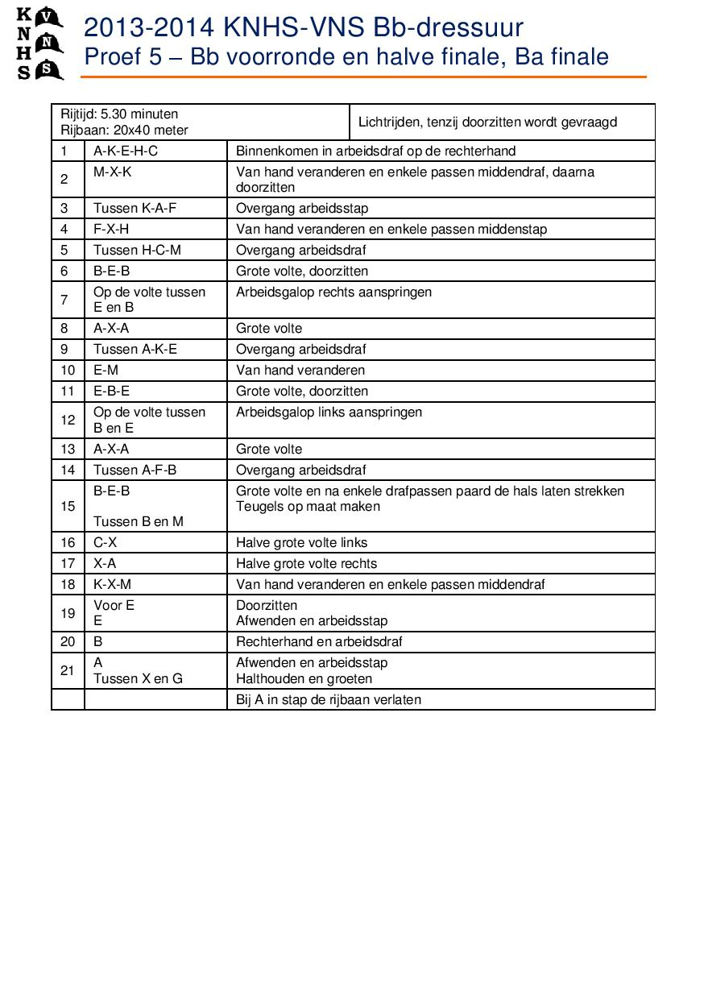 K
N
H
S
V
N
S
2013-2014 KNHS-VNS Bb-dressuur
Proef 5 – Bb voorronde en halve finale, Ba finale
Rijtijd: 5.30 minuten
Rijbaan: 20x40 meter
Lichtrijden, tenzij doorzitten wordt gevraagd
1 A-K-E-H-C Binnenkomen in arbeidsdraf op de rechterhand
2 M-X-K Van hand veranderen en enkele passen middendraf, daarna
doorzitten
3 Tussen K-A-F Overgang arbeidsstap
4 F-X-H Van hand veranderen en enkele passen middenstap
5 Tussen H-C-M Overgang arbeidsdraf
6 B-E-B Grote volte, doorzitten
7 Op de volte tussen Arbeidsgalop rechts aanspringen
E en B
8 A-X-A Grote volte
9 Tussen A-K-E Overgang arbeidsdraf
10 E-M Van hand veranderen
11 E-B-E Grote volte, doorzitten
12 Op de volte tussen Arbeidsgalop links aanspringen
B en E
13 A-X-A Grote volte
14 Tussen A-F-B Overgang arbeidsdraf
15 B-E-B Grote volte en na enkele drafpassen paard de hals laten strekken
Teugels op maat maken
Tussen B en M
16 C-X Halve grote volte links
17 X-A Halve grote volte rechts
18 K-X-M Van hand veranderen en enkele passen middendraf
19 Voor E Doorzitten
E Afwenden en arbeidsstap
20 B Rechterhand en arbeidsdraf
21 A Afwenden en arbeidsstap
Tussen X en G Halthouden en groeten
Bij A in stap de rijbaan verlaten